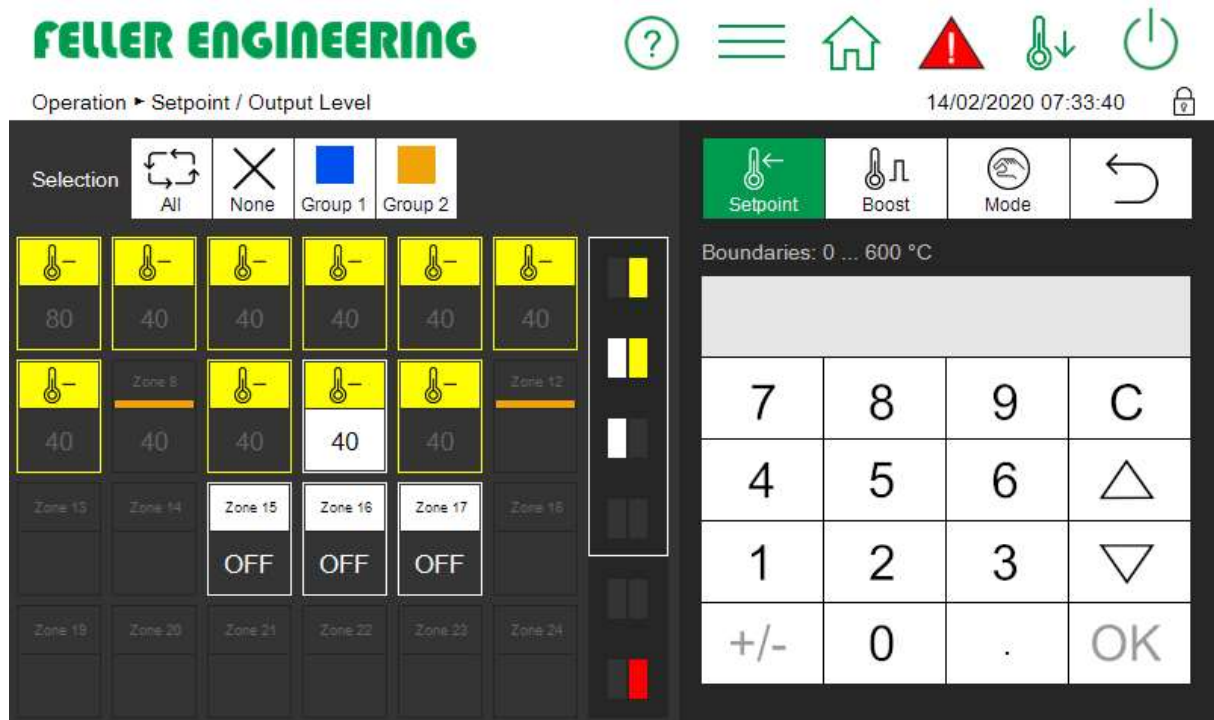 FELLER ENGINEERING
?
Operation ► Setpoint / Output Level
14/02/2020 07:33:40
Selection
All
None
Group 1
Group 2
Setpoint
Boost
Mode
Boundaries: 0 ... 600 °C
80
40
40
40
40
40
Zone 8
Zone 12
40
40
40
40
40
Zone 13
Zone 14
Zone 15
Zone 16
Zone 17
Zone 18
OFF
OFF
OFF
Zone 19
Zone 20
Zone 21
Zone 22
Zone 23
Zone 24
7
8
9
C
4
5
6
1
2
3
+/-
0
.
OK